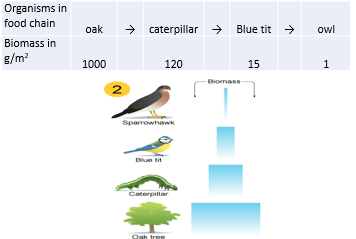 Organisms in
food chain oak → caterpillar → Blue tit → owl
Biomass in
g/m² 1000 120 15 1
Biomass
2
Sparrowhawk
Blue tit
Caterpillar
Oak tree